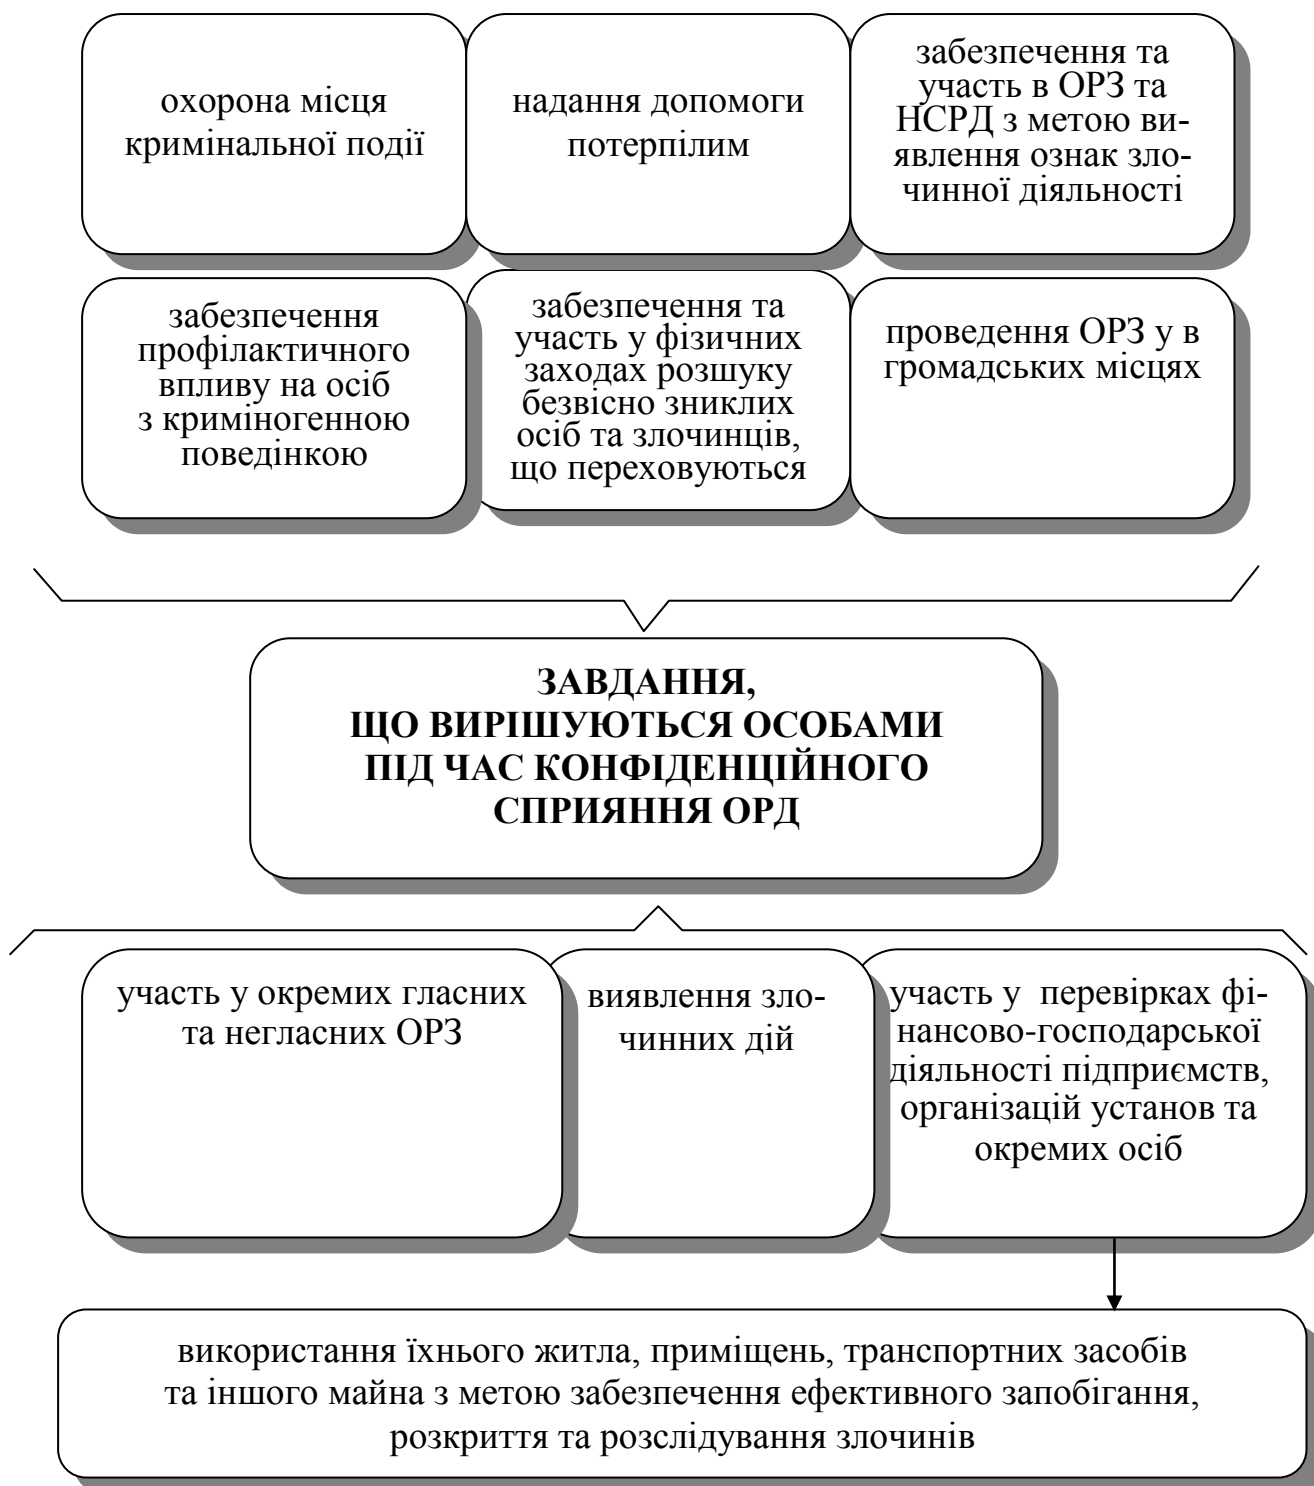 охорона місця
кримінальної події
надання допомоги
потерпілим
забезпечення та
участь в ОРЗ та
НСРД з метою ви-
явлення ознак зло-
чинної діяльності
забезпечення
профілактичного
впливу на осіб
з криміногенною
поведінкою
забезпечення та
участь у фізичних
заходах розшуку
безвісно зниклих
осіб та злочинців,
що переховуються
проведення ОРЗ у в
громадських місцях
ЗАВДАННЯ,
ЩО ВИРІШУЮТЬСЯ ОСОБАМИ
ПІД ЧАС КОНФІДЕНЦІЙНОГО
СПРИЯННЯ ОРД
участь у окремих гласних
та негласних ОРЗ
виявлення зло-
чинних дій
участь у перевірках фі-
нансово-господарської
діяльності підприємств,
організацій установ та
окремих осіб
використання їхнього житла, приміщень, транспортних засобів
та іншого майна з метою забезпечення ефективного запобігання,
розкриття та розслідування злочинів